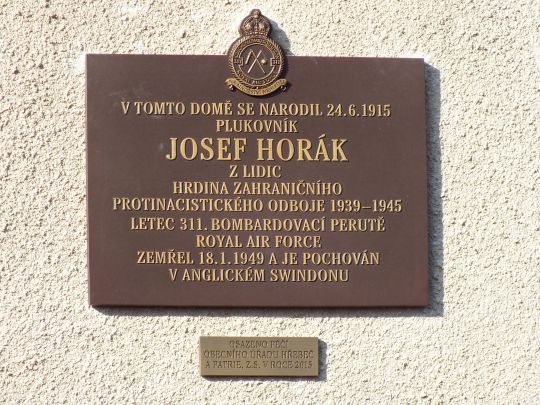 V TOMTO DOMĚ SE NARODIL 24.6.1915
PLUKOVNÍK
JOSEF HORÁK
Z LIDIC
HRDINA ZAHRANIČNÍHO
PROTINACISTICKÉHO ODBOJE 1939–1945
LETEC 311. BOMBARDOVACÍ PERUTĚ
ROYAL AIR FORCE
ZEMŘEL 18.1.1949 A JE POCHOVÁN
V ANGLICKÉM SWINDONU
OSAZENO PÉČÍ
OBECNÍHO ÚŘADU HŘEBEČ
A PATRIE, Z.S. V ROCE 2015